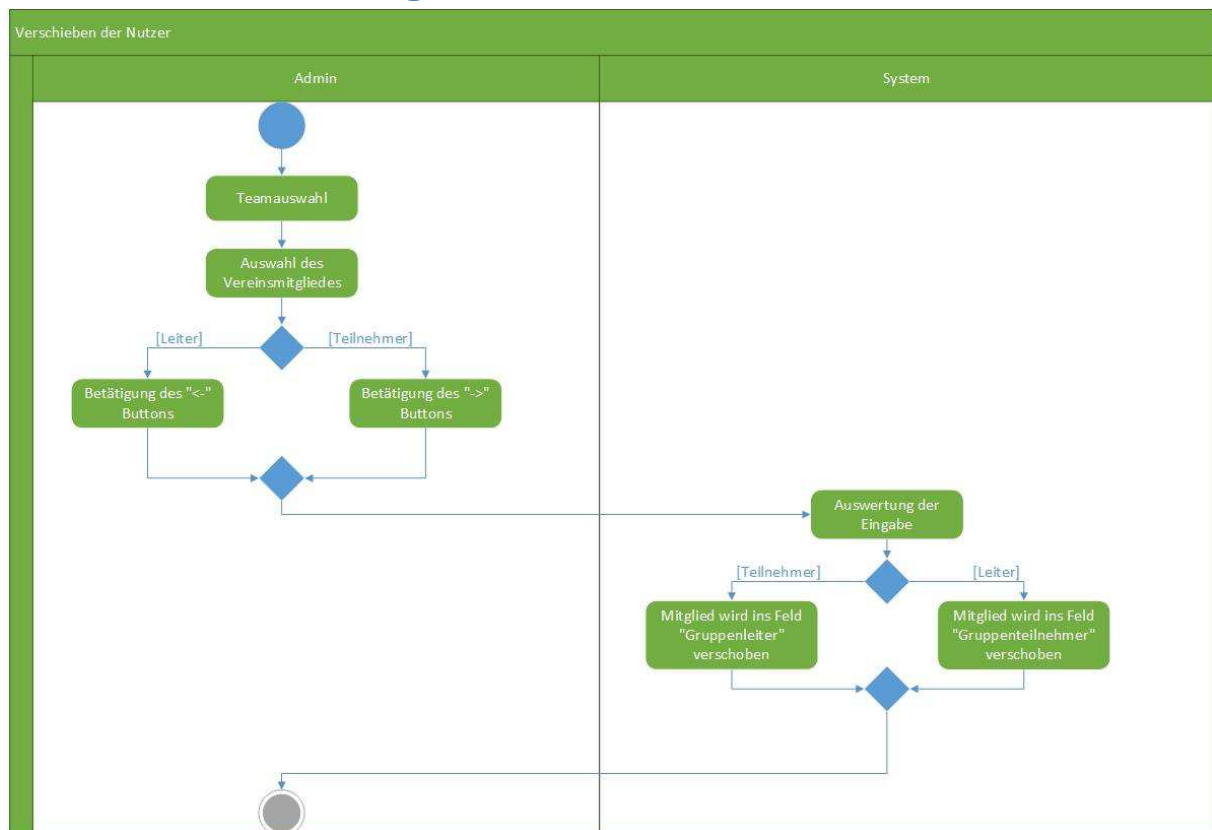 Verschieben der Nutzer
Admin
System
Teamauswahl
Auswahl des
Vereinsmitgliedes
[Leiter]
[Teilnehmer]
Betätigung des "<-"
Buttons
Betätigung des "->"
Buttons
Auswertung der
Eingabe
[Teilnehmer]
[Leiter]
Mitglied wird ins Feld
"Gruppenleiter"
verschoben
Mitglied wird ins Feld
"Gruppenteilnehmer"
verschoben